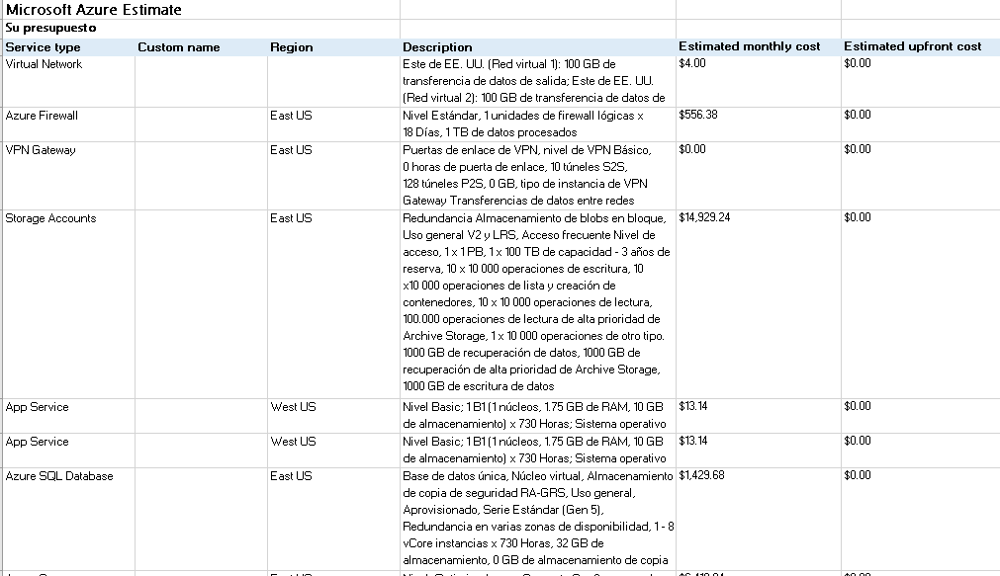 Microsoft Azure Estimate
Su presupuesto
Service type Custom name Region Description Estimated monthly cost Estimated upfront cost
Virtual Network Este de EE. UU. (Red virtual 1): 100 GB de $4.00 $0.00
transferencia de datos de salida; Este de EE. UU.
(Red virtual 2): 100 GB de transferencia de datos de
Azure Firewall East US Nivel Estándar, 1 unidades de firewall lógicas x $556.38 $0.00
18 Días, 1 TB de datos procesados
VPN Gateway East US Puertas de enlace de VPN, nivel de VPN Básico, $0.00 $0.00
0 horas de puerta de enlace, 10 túneles S2S,
128 túneles P2S, 0 GB, tipo de instancia de VPN
Gateway Transferencias de datos entre redes
Storage Accounts East US Redundancia Almacenamiento de blobs en bloque, $14,929.24 $0.00
Uso general V2 y LRS, Acceso frecuente Nivel de
acceso, 1 x 1 PB, 1 x 100 TB de capacidad - 3 años de
reserva, 10 x 10 000 operaciones de escritura, 10
x10 000 operaciones de lista y creación de
contenedores, 10 x 10 000 operaciones de lectura,
100.000 operaciones de lectura de alta prioridad de
Archive Storage, 1 x 10 000 operaciones de otro tipo.
1000 GB de recuperación de datos, 1000 GB de
recuperación de alta prioridad de Archive Storage,
1000 GB de escritura de datos
App Service West US Nivel Basic; 1 B1 (1 núcleos, 1.75 GB de RAM, 10 GB $13.14 $0.00
de almacenamiento) x 730 Horas; Sistema operativo
App Service West US Nivel Basic; 1 B1 (1 núcleos, 1.75 GB de RAM, 10 GB $13.14 $0.00
de almacenamiento) x 730 Horas; Sistema operativo
Azure SQL Database East US Base de datos única, Núcleo virtual, Almacenamiento $1,429.68 $0.00
de copia de seguridad RA-GRS, Uso general,
Aprovisionado, Serie Estándar (Gen 5),
Redundancia en varias zonas de disponibilidad, 1 - 8
vCore instancias x 730 Horas, 32 GB de
almacenamiento, 0 GB de almacenamiento de copia